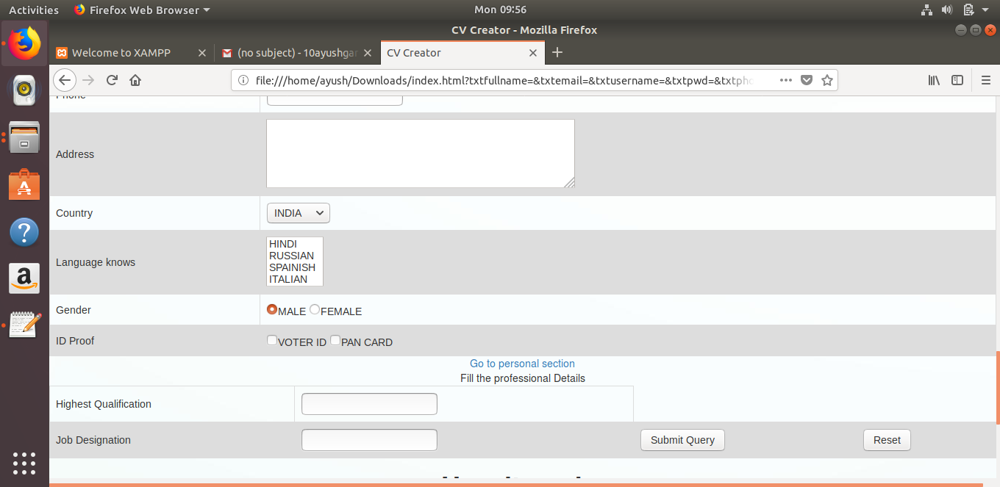 Activities Firefox Web Browser Mon 09:56
CV Creator - Mozilla Firefox
Welcome to XAMPP (no subject) - 10ayushgar CV Creator
file:///home/ayush/Downloads/index.html?txtfullname=&txtemail=&txtusername=&txtpwd=&txtpho
Phone
Address
Country INDIA
Language knows HINDI
RUSSIAN
SPAINISH
ITALIAN
Gender MALE FEMALE
ID Proof VOTER ID PAN CARD
Go to personal section
Fill the professional Details
Highest Qualification
Job Designation Submit Query Reset